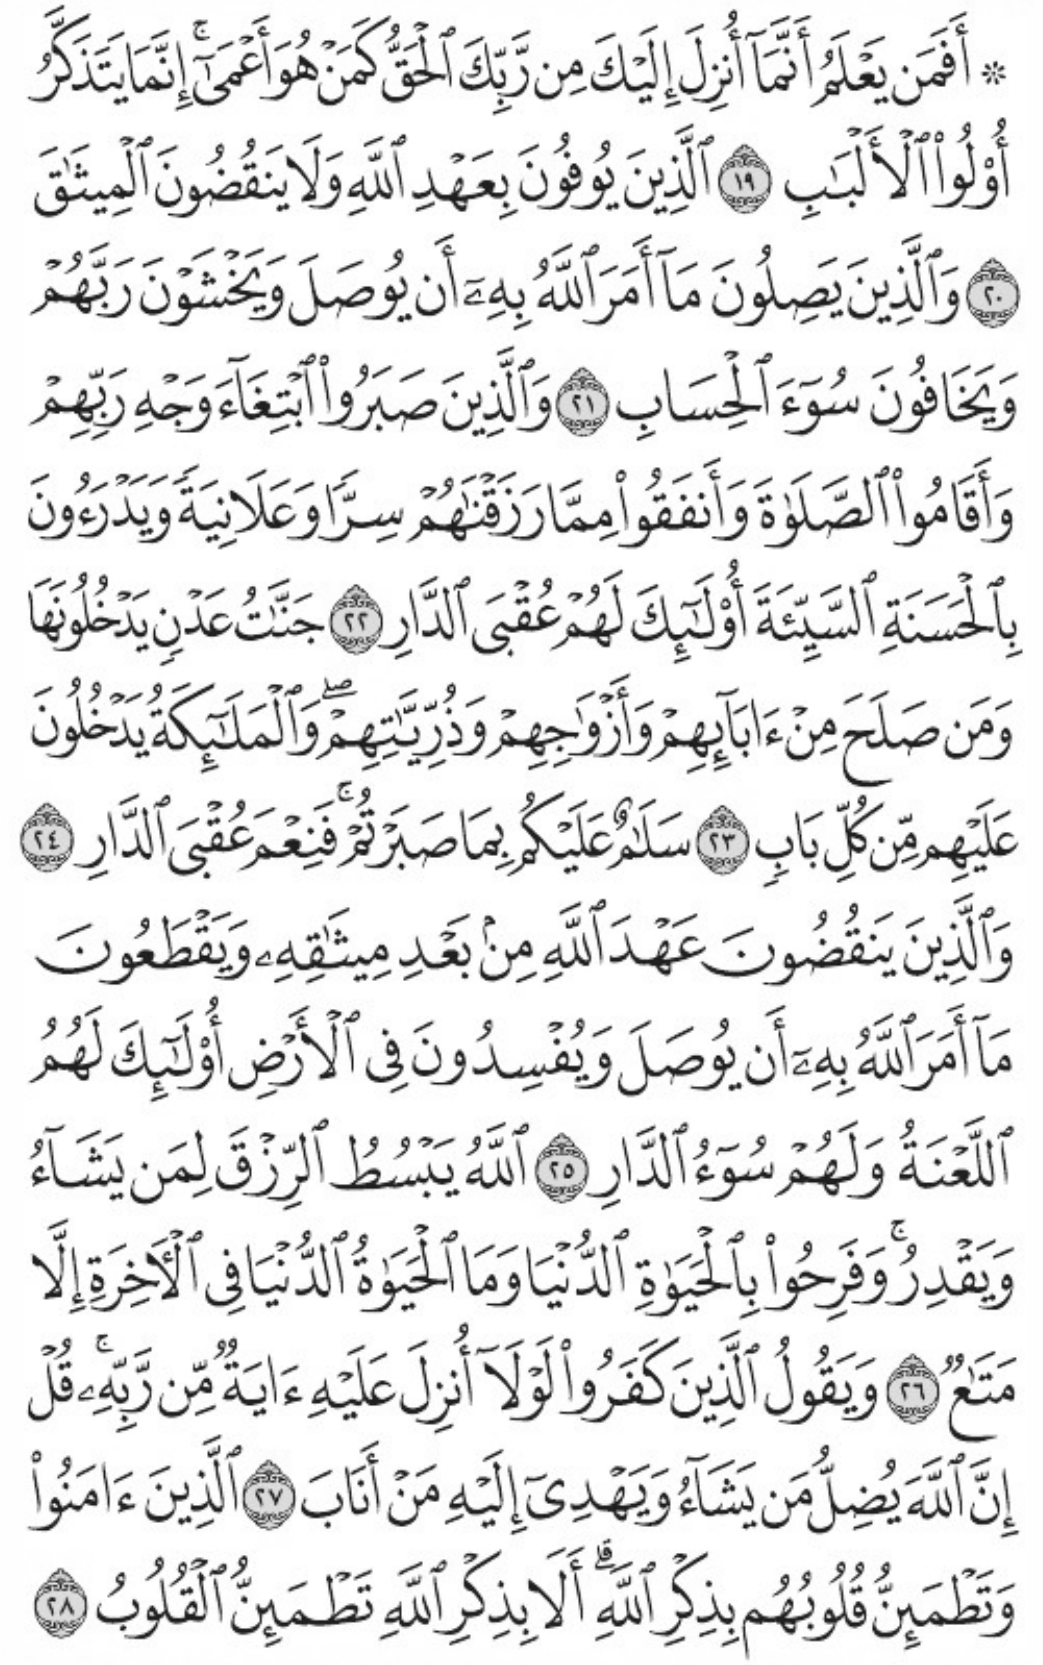 ۞ أَفَمَن يَعْلَمُ أَنَّمَآ أُنزِلَ إِلَيْكَ مِن رَّبِّكَ ٱلْحَقُّ كَمَنْ هُوَ أَعْمَىٰٓ ۚ إِنَّمَا يَتَذَكَّرُ
أُو۟لُوا۟ ٱلْأَلْبَـٰبِ ١٩ ٱلَّذِينَ يُوفُونَ بِعَهْدِ ٱللَّهِ وَلَا يَنقُضُونَ ٱلْمِيثَـٰقَ
٢٠ وَٱلَّذِينَ يَصِلُونَ مَآ أَمَرَ ٱللَّهُ بِهِۦٓ أَن يُوصَلَ وَيَخْشَوْنَ رَبَّهُمْ
وَيَخَافُونَ سُوٓءَ ٱلْحِسَابِ ٢١ وَٱلَّذِينَ صَبَرُوا۟ ٱبْتِغَآءَ وَجْهِ رَبِّهِمْ
وَأَقَامُوا۟ ٱلصَّلَوٰةَ وَأَنفَقُوا۟ مِمَّا رَزَقْنَـٰهُمْ سِرًّا وَعَلَانِيَةً وَيَدْرَءُونَ
بِٱلْحَسَنَةِ ٱلسَّيِّئَةَ أُو۟لَـٰٓئِكَ لَهُمْ عُقْبَى ٱلدَّارِ ٢٢ جَنَّـٰتُ عَدْنٍ يَدْخُلُونَهَا
وَمَن صَلَحَ مِنْ ءَابَآئِهِمْ وَأَزْوَٰجِهِمْ وَذُرِّيَّـٰتِهِمْ ۖ وَٱلْمَلَـٰٓئِكَةُ يَدْخُلُونَ
عَلَيْهِم مِّن كُلِّ بَابٍ ٢٣ سَلَـٰمٌ عَلَيْكُم بِمَا صَبَرْتُمْ ۚ فَنِعْمَ عُقْبَى ٱلدَّارِ ٢٤
وَٱلَّذِينَ يَنقُضُونَ عَهْدَ ٱللَّهِ مِنۢ بَعْدِ مِيثَـٰقِهِۦ وَيَقْطَعُونَ
مَآ أَمَرَ ٱللَّهُ بِهِۦٓ أَن يُوصَلَ وَيُفْسِدُونَ فِى ٱلْأَرْضِ أُو۟لَـٰٓئِكَ لَهُمُ
ٱللَّعْنَةُ وَلَهُمْ سُوٓءُ ٱلدَّارِ ٢٥ ٱللَّهُ يَبْسُطُ ٱلرِّزْقَ لِمَن يَشَآءُ
وَيَقْدِرُ ۚ وَفَرِحُوا۟ بِٱلْحَيَوٰةِ ٱلدُّنْيَا وَمَا ٱلْحَيَوٰةُ ٱلدُّنْيَا فِى ٱلْـَٔاخِرَةِ إِلَّا
مَتَـٰعٌ ٢٦ وَيَقُولُ ٱلَّذِينَ كَفَرُوا۟ لَوْلَآ أُنزِلَ عَلَيْهِ ءَايَةٌ مِّن رَّبِّهِۦ ۗ قُلْ
إِنَّ ٱللَّهَ يُضِلُّ مَن يَشَآءُ وَيَهْدِىٓ إِلَيْهِ مَنْ أَنَابَ ٢٧ ٱلَّذِينَ ءَامَنُوا۟
وَتَطْمَئِنُّ قُلُوبُهُم بِذِكْرِ ٱللَّهِ ۗ أَلَا بِذِكْرِ ٱللَّهِ تَطْمَئِنُّ ٱلْقُلُوبُ ٢٨